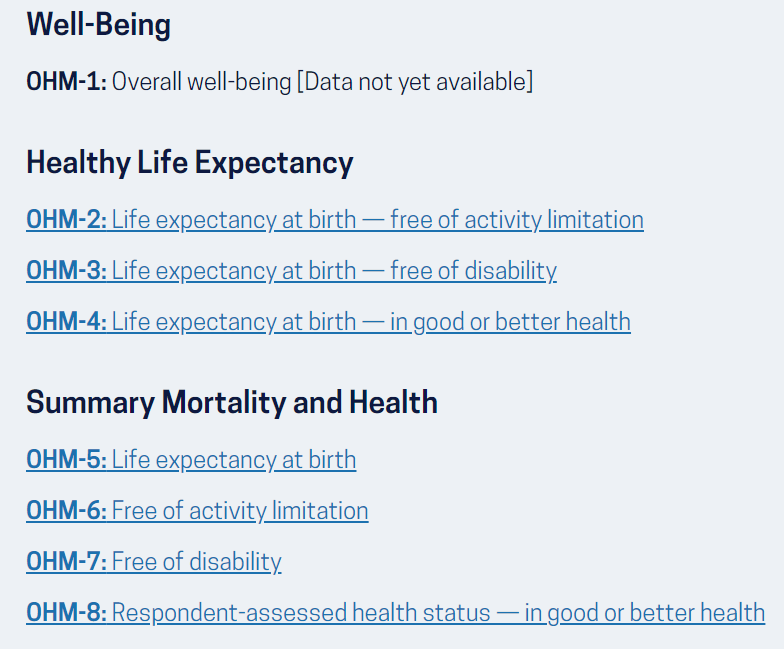 Well-Being
OHM-1: Overall well-being [Data not yet available]
Healthy Life Expectancy
OHM-2: Life expectancy at birth — free of activity limitation
OHM-3: Life expectancy at birth — free of disability
OHM-4: Life expectancy at birth — in good or better health
Summary Mortality and Health
OHM-5: Life expectancy at birth
OHM-6: Free of activity limitation
OHM-7: Free of disability
OHM-8: Respondent-assessed health status — in good or better health